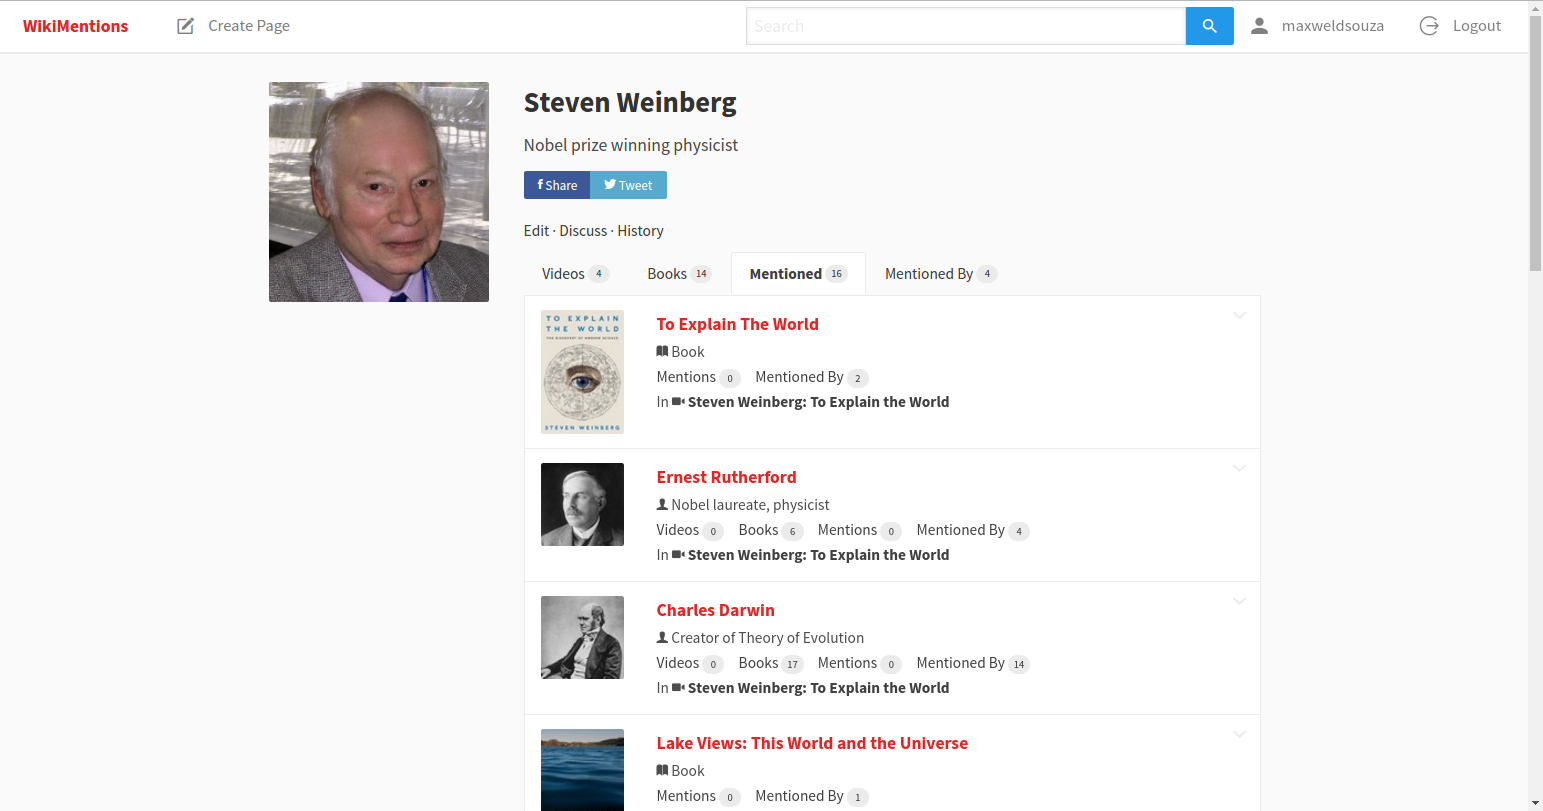 WikiMentions Create Page Search maxweldsouza Logout
Steven Weinberg
Nobel prize winning physicist
Share Tweet
Edit · Discuss · History
Videos 4 Books 14 Mentioned 16 Mentioned By 4
TO EXPLAIN
THE WORLD
THE DISCOVERY OF MODERN SCIENCE
STEVEN WEINBERG
To Explain The World
Book
Mentions 0 Mentioned By 2
In Steven Weinberg: To Explain the World
Ernest Rutherford
Nobel laureate, physicist
Videos 0 Books 6 Mentions 0 Mentioned By 4
In Steven Weinberg: To Explain the World
Charles Darwin
Creator of Theory of Evolution
Videos 0 Books 17 Mentions 0 Mentioned By 14
In Steven Weinberg: To Explain the World
Lake Views: This World and the Universe
Book
Mentions 0 Mentioned By 1